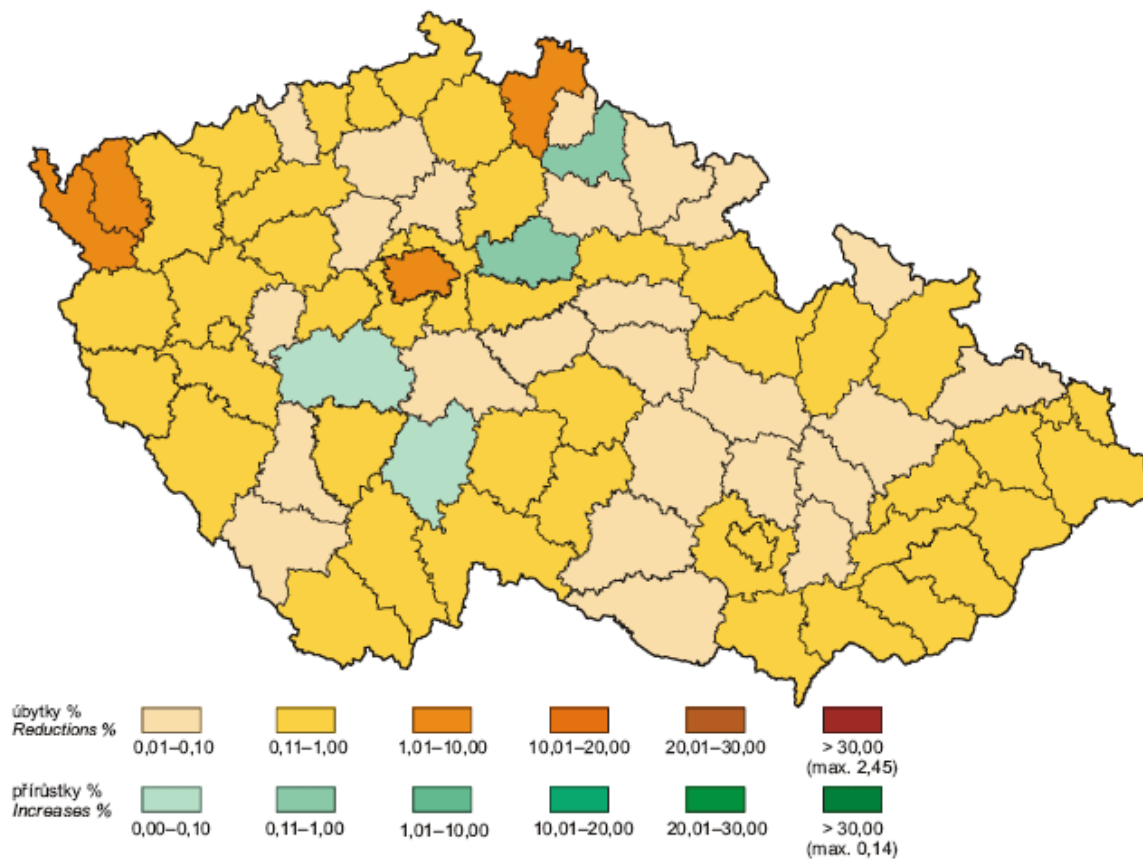 úbytky %
Reductions %
0,01–0,10
0,11–1,00
1,01–10,00
10,01–20,00
20,01–30,00
> 30,00
(max. 2,45)
přírůstky %
Increases %
0,00–0,10
0,11–1,00
1,01–10,00
10,01–20,00
20,01–30,00
> 30,00
(max. 0,14)